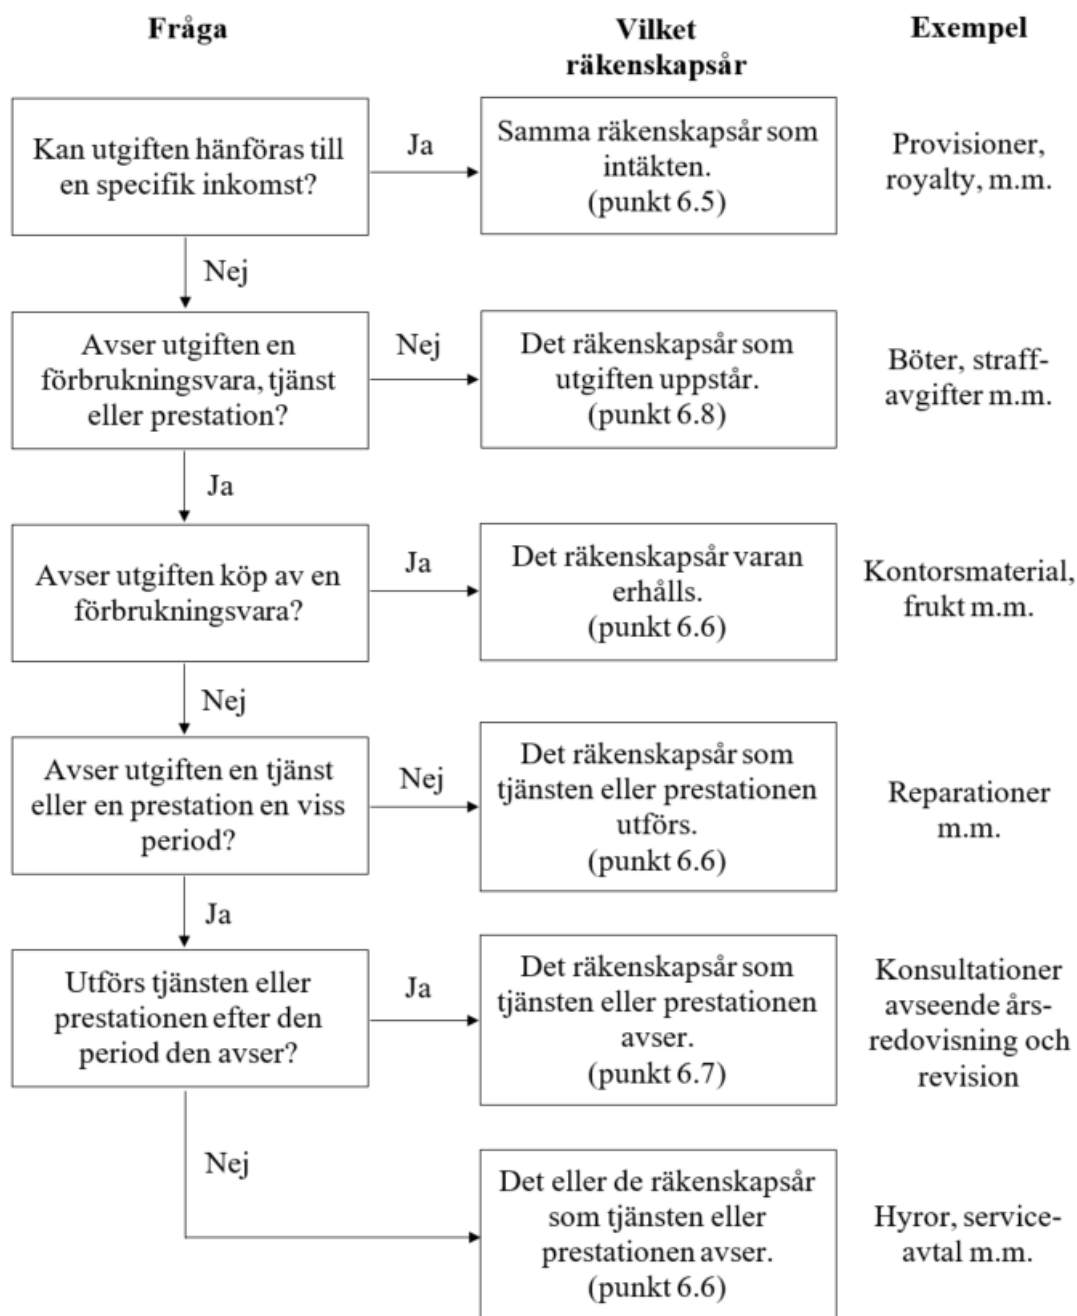 Fråga
Vilket
räkenskapsår
Exempel
Kan utgiften hänföras till
en specifik inkomst?
Ja
Samma räkenskapsår som
intäkten.
(punkt 6.5)
Provisioner,
royalty, m.m.
Nej
Avser utgiften en
förbrukningsvara, tjänst
eller prestation?
Nej
Det räkenskapsår som
utgiften uppstår.
(punkt 6.8)
Böter, straff-
avgifter m.m.
Ja
Avser utgiften köp av en
förbrukningsvara?
Ja
Det räkenskapsår varan
erhålls.
(punkt 6.6)
Kontorsmaterial,
frukt m.m.
Nej
Avser utgiften en tjänst
eller en prestation en viss
period?
Nej
Det räkenskapsår som
tjänsten eller prestationen
utförs.
(punkt 6.6)
Reparationer
m.m.
Ja
Utförs tjänsten eller
prestationen efter den
period den avser?
Ja
Det räkenskapsår som
tjänsten eller prestationen
avser.
(punkt 6.7)
Konsultationer
avseende års-
redovisning och
revision
Nej
Det eller de räkenskapsår
som tjänsten eller
prestationen avser.
(punkt 6.6)
Hyror, service-
avtal m.m.